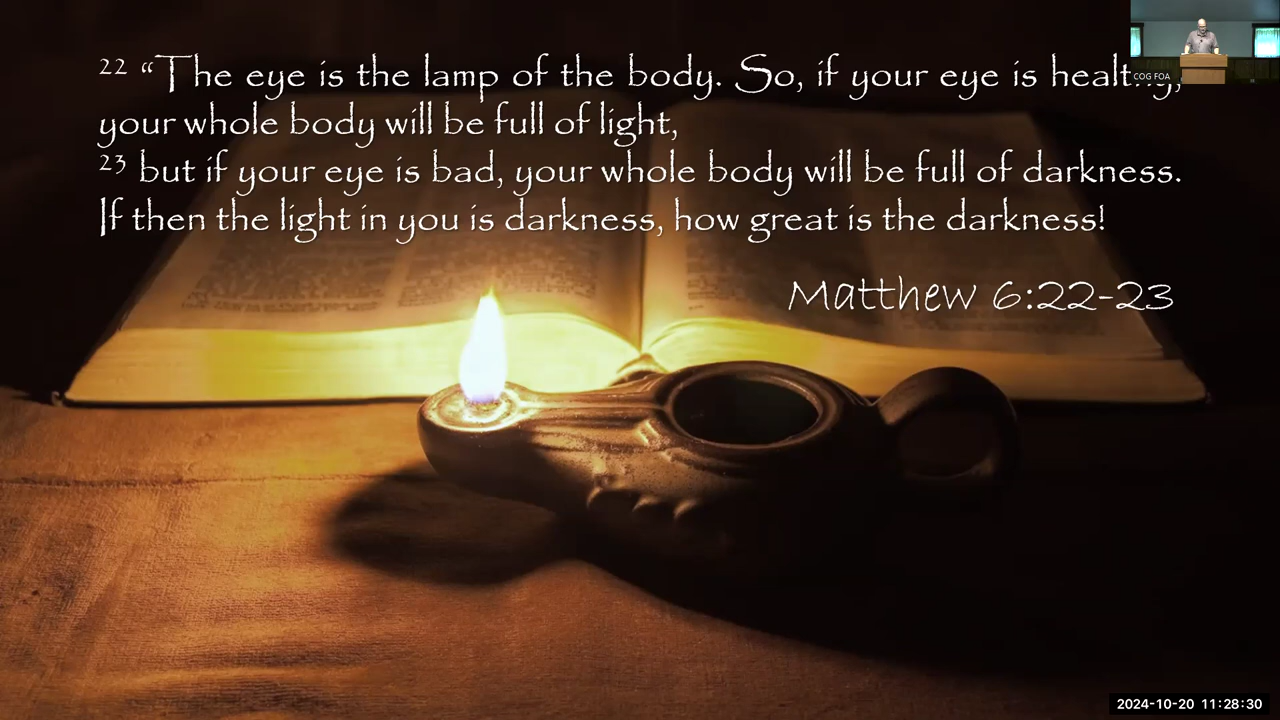 22 “The eye is the lamp of the body. So, if your eye is healthy,
your whole body will be full of light,
23 but if your eye is bad, your whole body will be full of darkness.
If then the light in you is darkness, how great is the darkness!
Matthew 6:22-23
COG FOA
2024-10-20 11:28:30